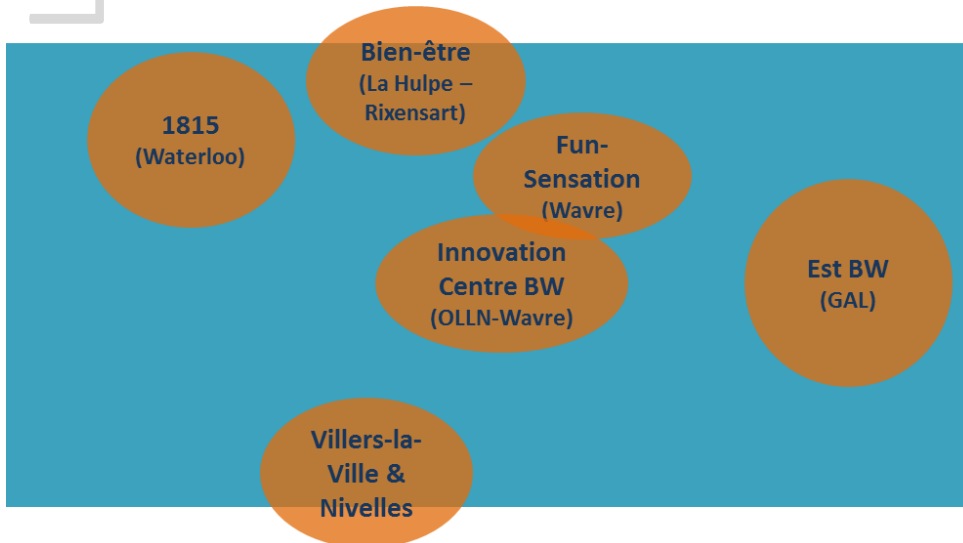 Bien-être
(La Hulpe –
Rixensart)
1815
(Waterloo)
Fun-
Sensation
(Wavre)
Innovation
Centre BW
(OLLN-Wavre)
Est BW
(GAL)
Villers-la-
Ville &
Nivelles